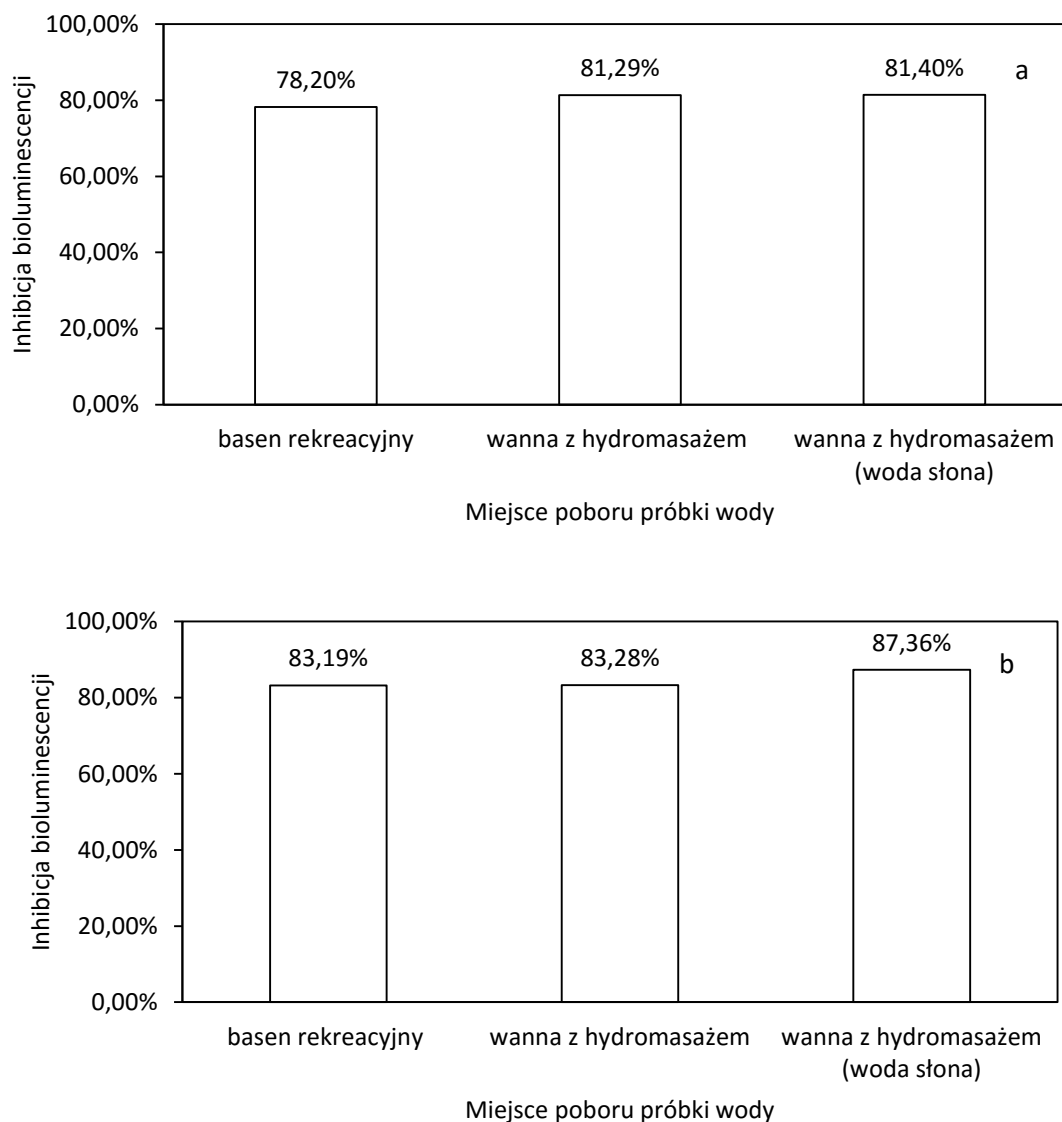 100,00%
80,00%
60,00%
40,00%
20,00%
0,00%
Inhibicja bioluminescencji
78,20%
81,29%
81,40%
a
basen rekreacyjny
wanna z hydromasażem
wanna z hydromasażem
(woda słona)
Miejsce poboru próbki wody
100,00%
80,00%
60,00%
40,00%
20,00%
0,00%
Inhibicja bioluminescencji
83,19%
83,28%
87,36%
b
basen rekreacyjny
wanna z hydromasażem
wanna z hydromasażem
(woda słona)
Miejsce poboru próbki wody